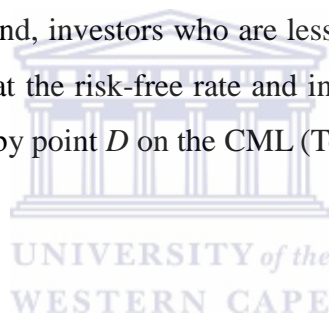 nd, investors who are less
at the risk-free rate and in
by point D on the CML (T
UNIVERSITY of the
WESTERN CAPE